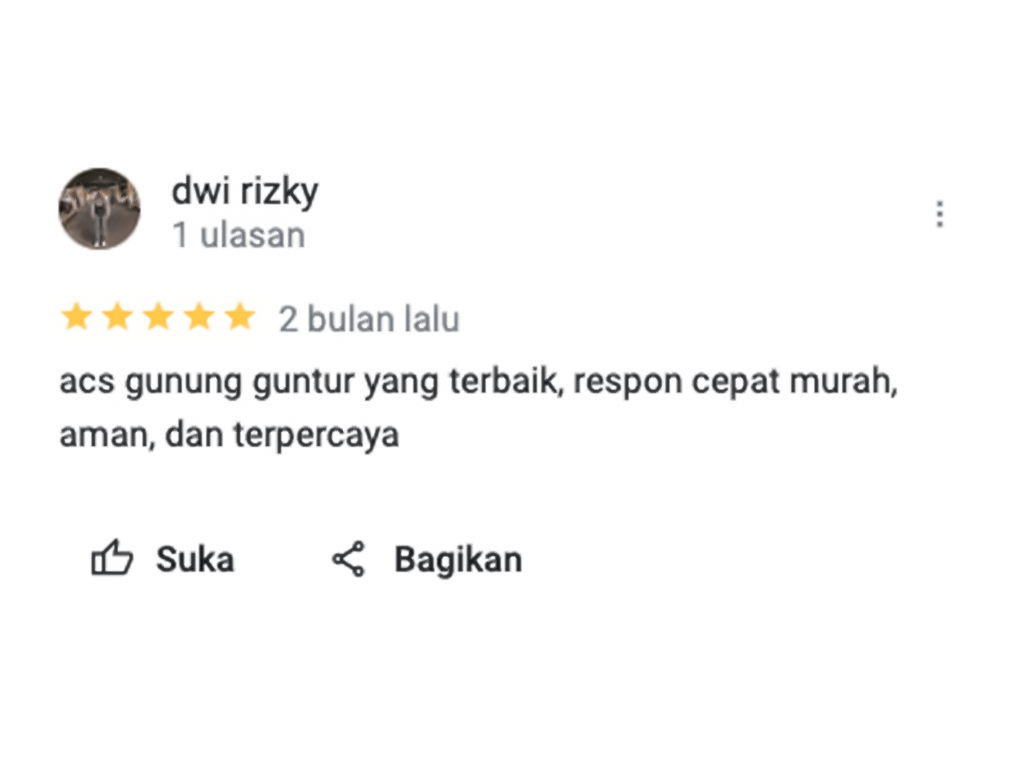 dwi rizky
1 ulasan
2 bulan lalu
acs gunung guntur yang terbaik, respon cepat murah,
aman, dan terpercaya
Suka Bagikan